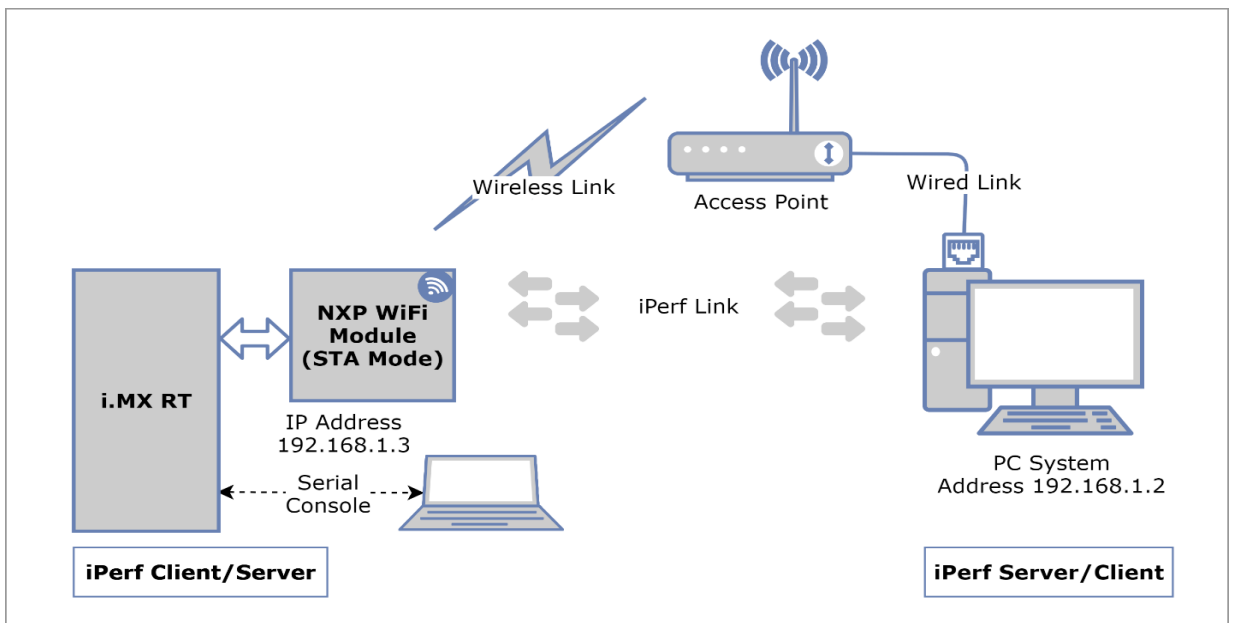 Wireless Link
Access Point
Wired Link
NXP WiFi
Module
(STA Mode)
iPerf Link
i.MX RT
IP Address
192.168.1.3
Serial
Console
PC System
Address 192.168.1.2
iPerf Client/Server
iPerf Server/Client